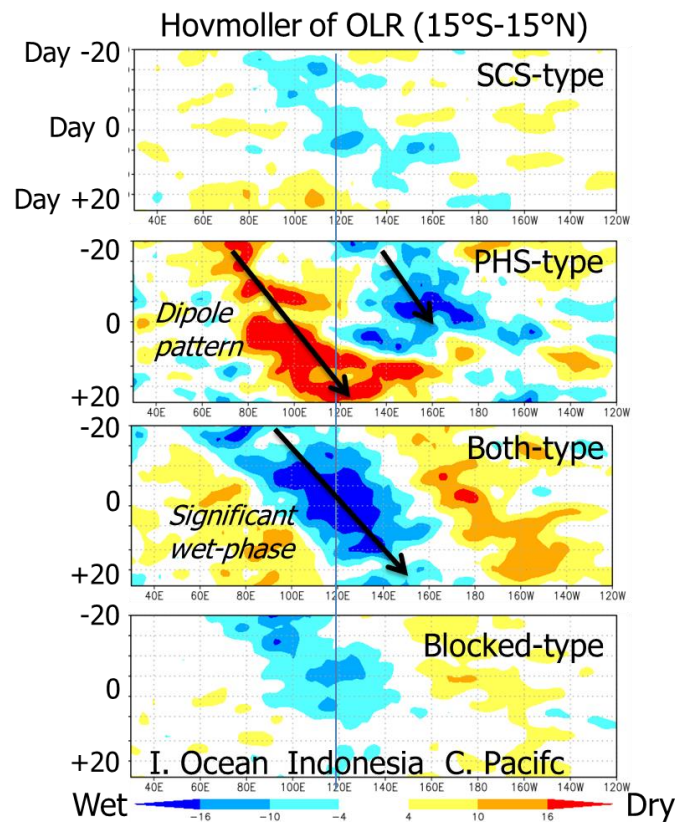 Hovmoller of OLR (15°S-15°N)
Day -20
SCS-type
Day 0
Day +20
40E 60E 80E 100E 120E 140E 160E 180 160W 140W 120W
-20
PHS-type
Dipole
pattern
0
+20
40E 60E 80E 100E 120E 140E 160E 180 160W 140W 120W
-20
Both-type
0
Significant
wet-phase
+20
40E 60E 80E 100E 120E 140E 160E 180 160W 140W 120W
-20
Blocked-type
0
+20
I. Ocean Indonesia C. Pacifc
40E 60E 80E 100E 120E 140E 160E 180 160W 140W 120W
Wet -16 -10 -4 4 10 16 Dry